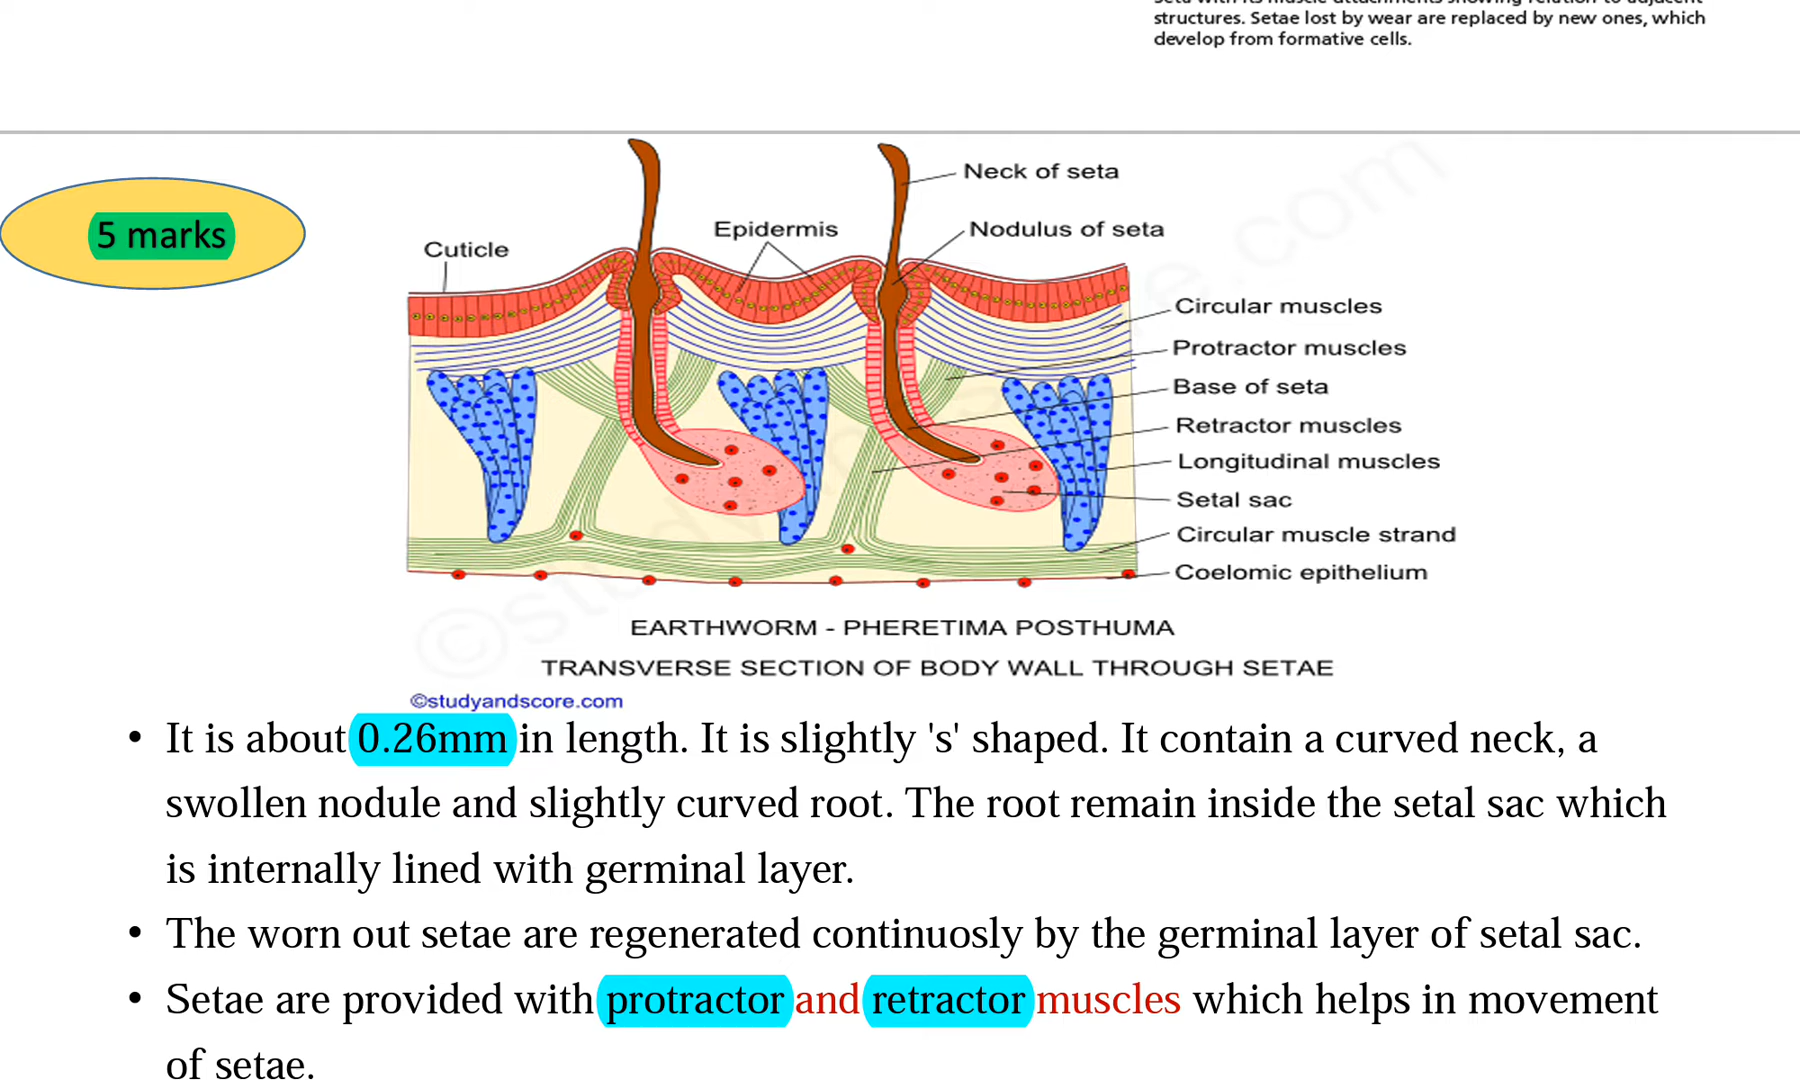 structures. Setae lost by wear are replaced by new ones, which
develop from formative cells.
5 marks
Neck of seta
Epidermis
Nodulus of seta
Cuticle
Circular muscles
Protractor muscles
Base of seta
Retractor muscles
Longitudinal muscles
Setal sac
Circular muscle strand
Coelomic epithelium
EARTHWORM - PHERETIMA POSTHUMA
TRANSVERSE SECTION OF BODY WALL THROUGH SETAE
©studyandscore.com
• It is about 0.26mm in length. It is slightly 's' shaped. It contain a curved neck, a
swollen nodule and slightly curved root. The root remain inside the setal sac which
is internally lined with germinal layer.
• The worn out setae are regenerated continuosly by the germinal layer of setal sac.
• Setae are provided with protractor and retractor muscles which helps in movement
of setae.